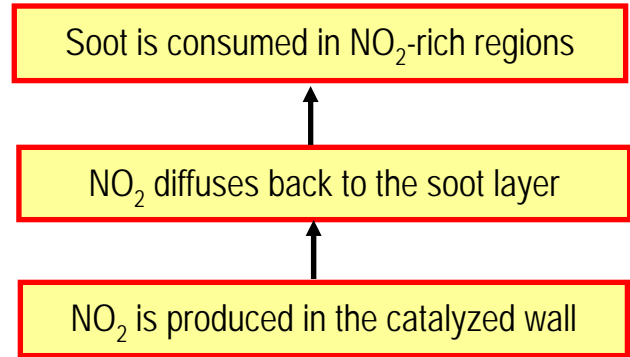 Soot is consumed in NO₂-rich regions
NO₂ diffuses back to the soot layer
NO₂ is produced in the catalyzed wall